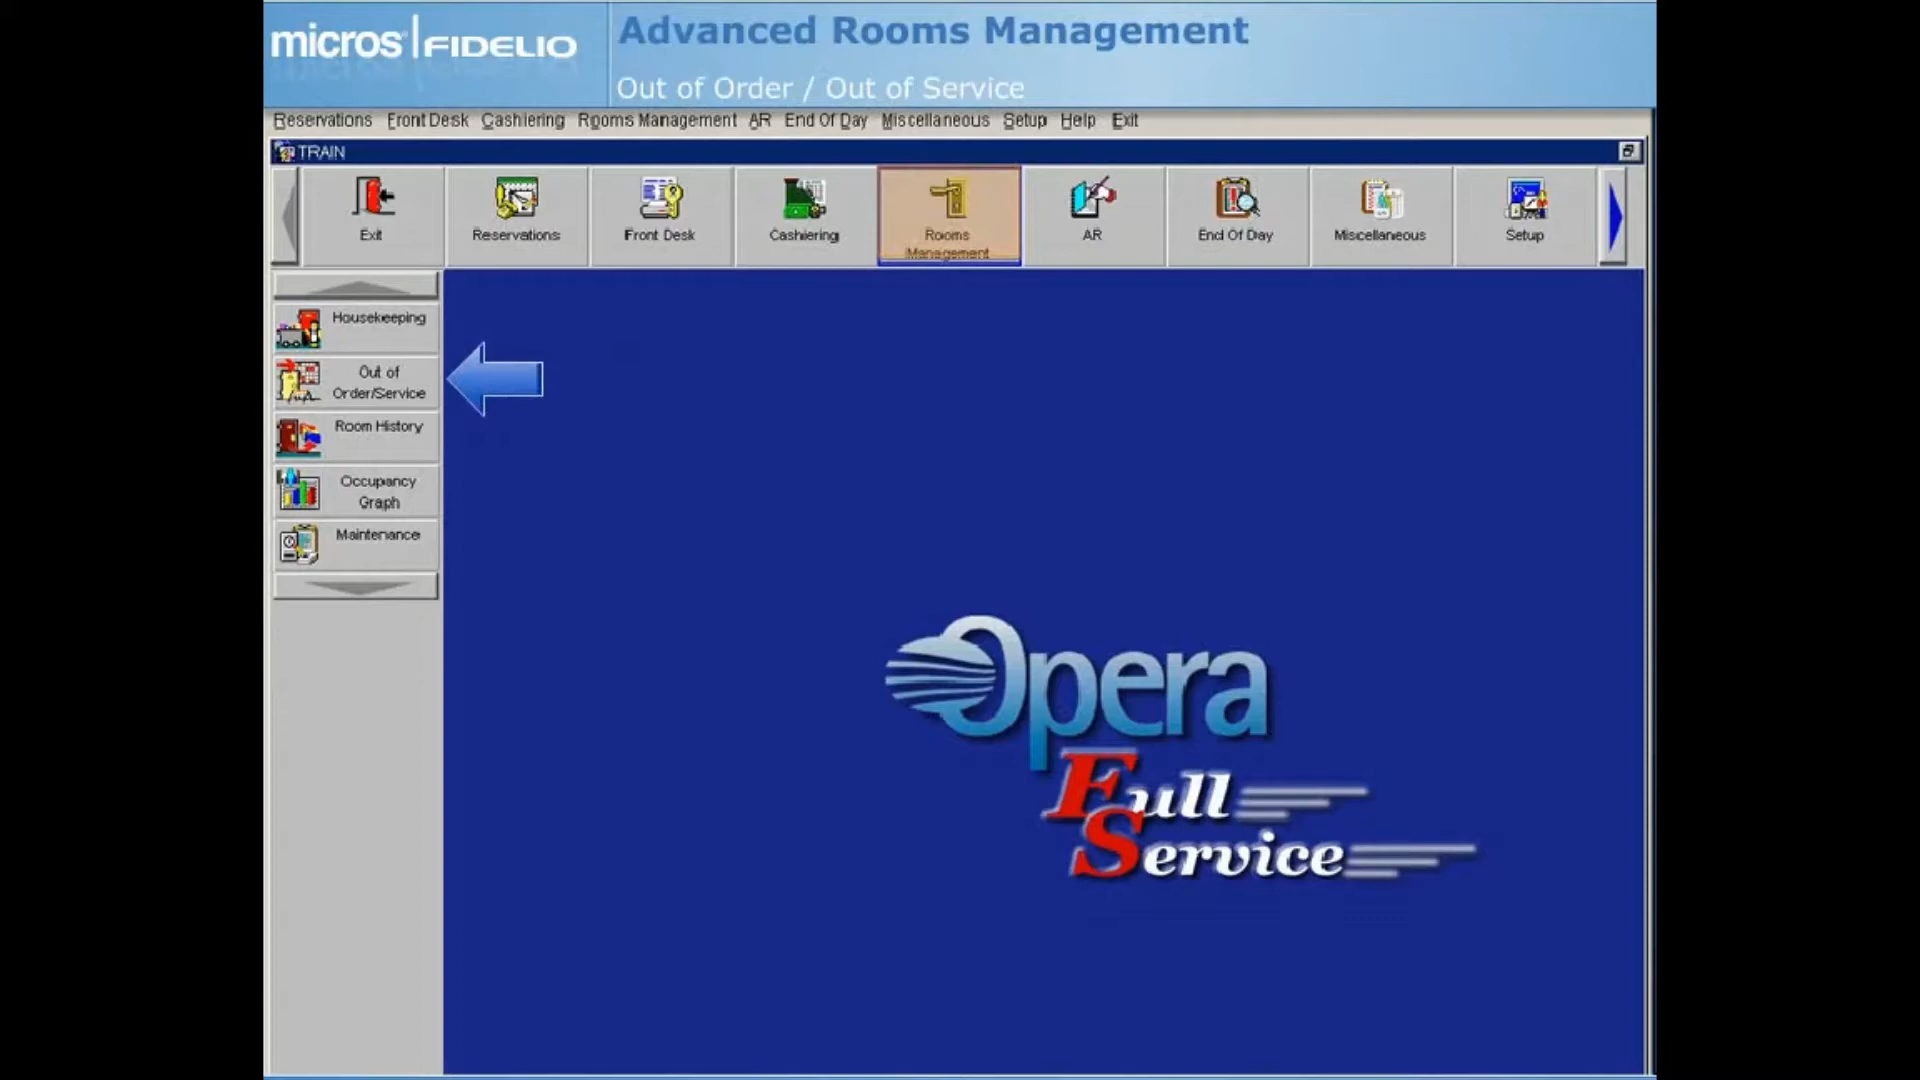 micros FIDELIO
Advanced Rooms Management
Out of Order / Out of Service
Reservations Front Desk Cashiering Rooms Management AR End Of Day Miscellaneous Setup Help Exit
TRAIN
Exit
Reservations
Front Desk
Cashiering
Rooms
Management
AR
End Of Day
Miscellaneous
Setup
Housekeeping
Out of
Order/Service
Room History
Occupancy
Graph
Maintenance
Opera
Full
Service